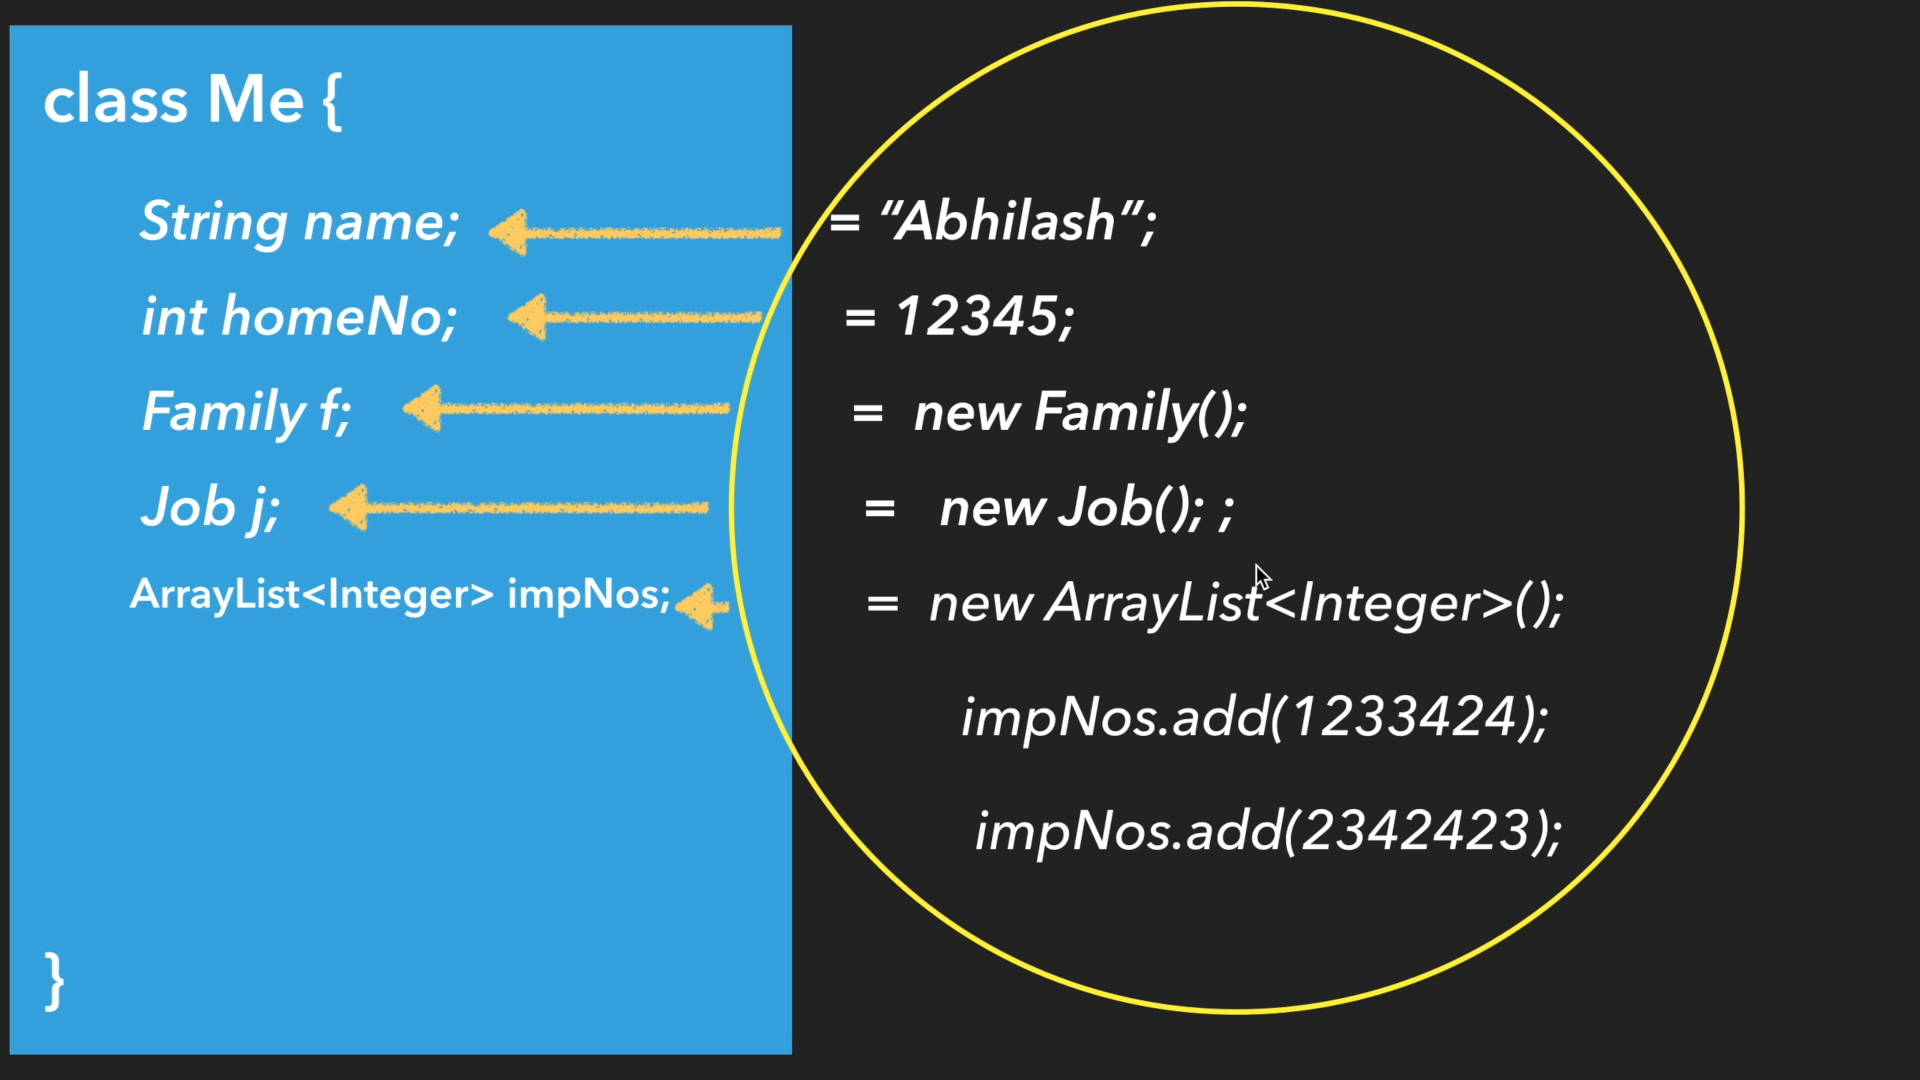 class Me {
String name; = “Abhilash”;
int homeNo; = 12345;
Family f; = new Family();
Job j; = new Job(); ;
ArrayList<Integer> impNos; = new ArrayList<Integer>();
impNos.add(1233424);
impNos.add(2342423);
}